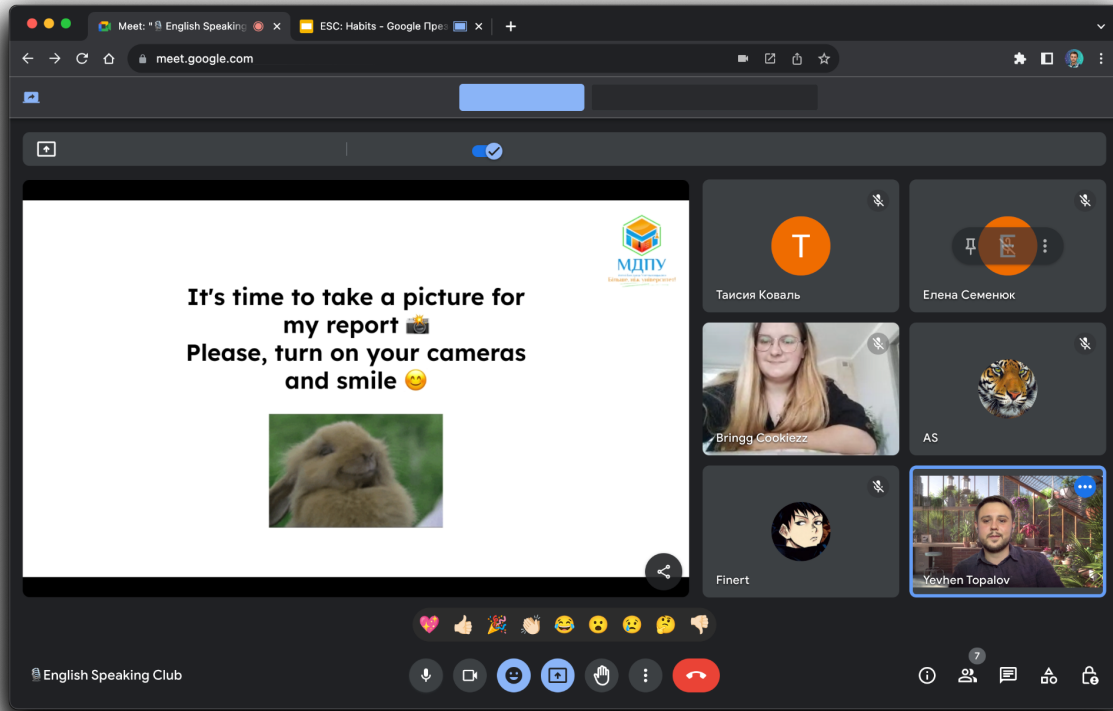 Meet: "🎙English Speaking
ESC: Habits - Google През
meet.google.com
It's time to take a picture for
my report 📸
Please, turn on your cameras
and smile 😊
МДПУ
T
Таисия Коваль
E
Елена Семенюк
Bringg Cookiezz
AS
Finert
Yevhen Topalov
🎙English Speaking Club
7